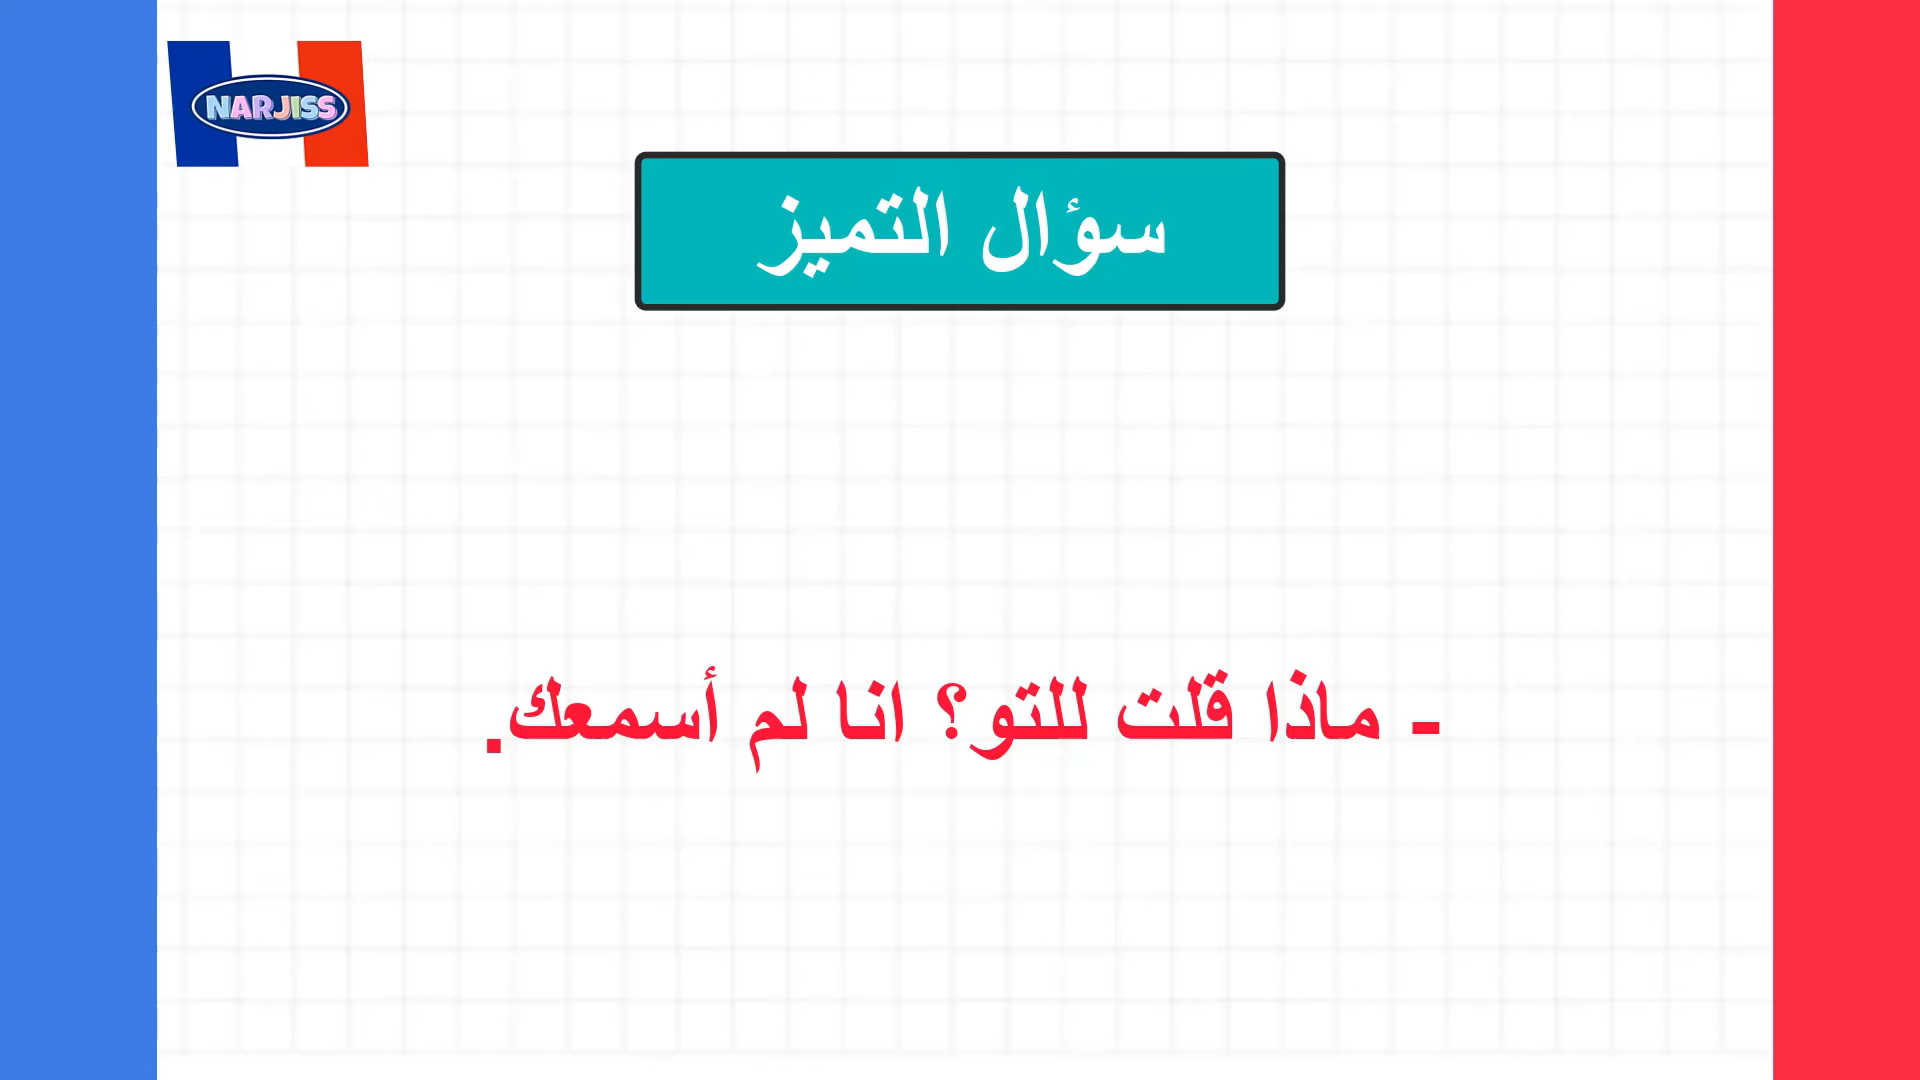 NARJISS
سؤال التميز
- ماذا قلت للتو؟ انا لم أسمعك.